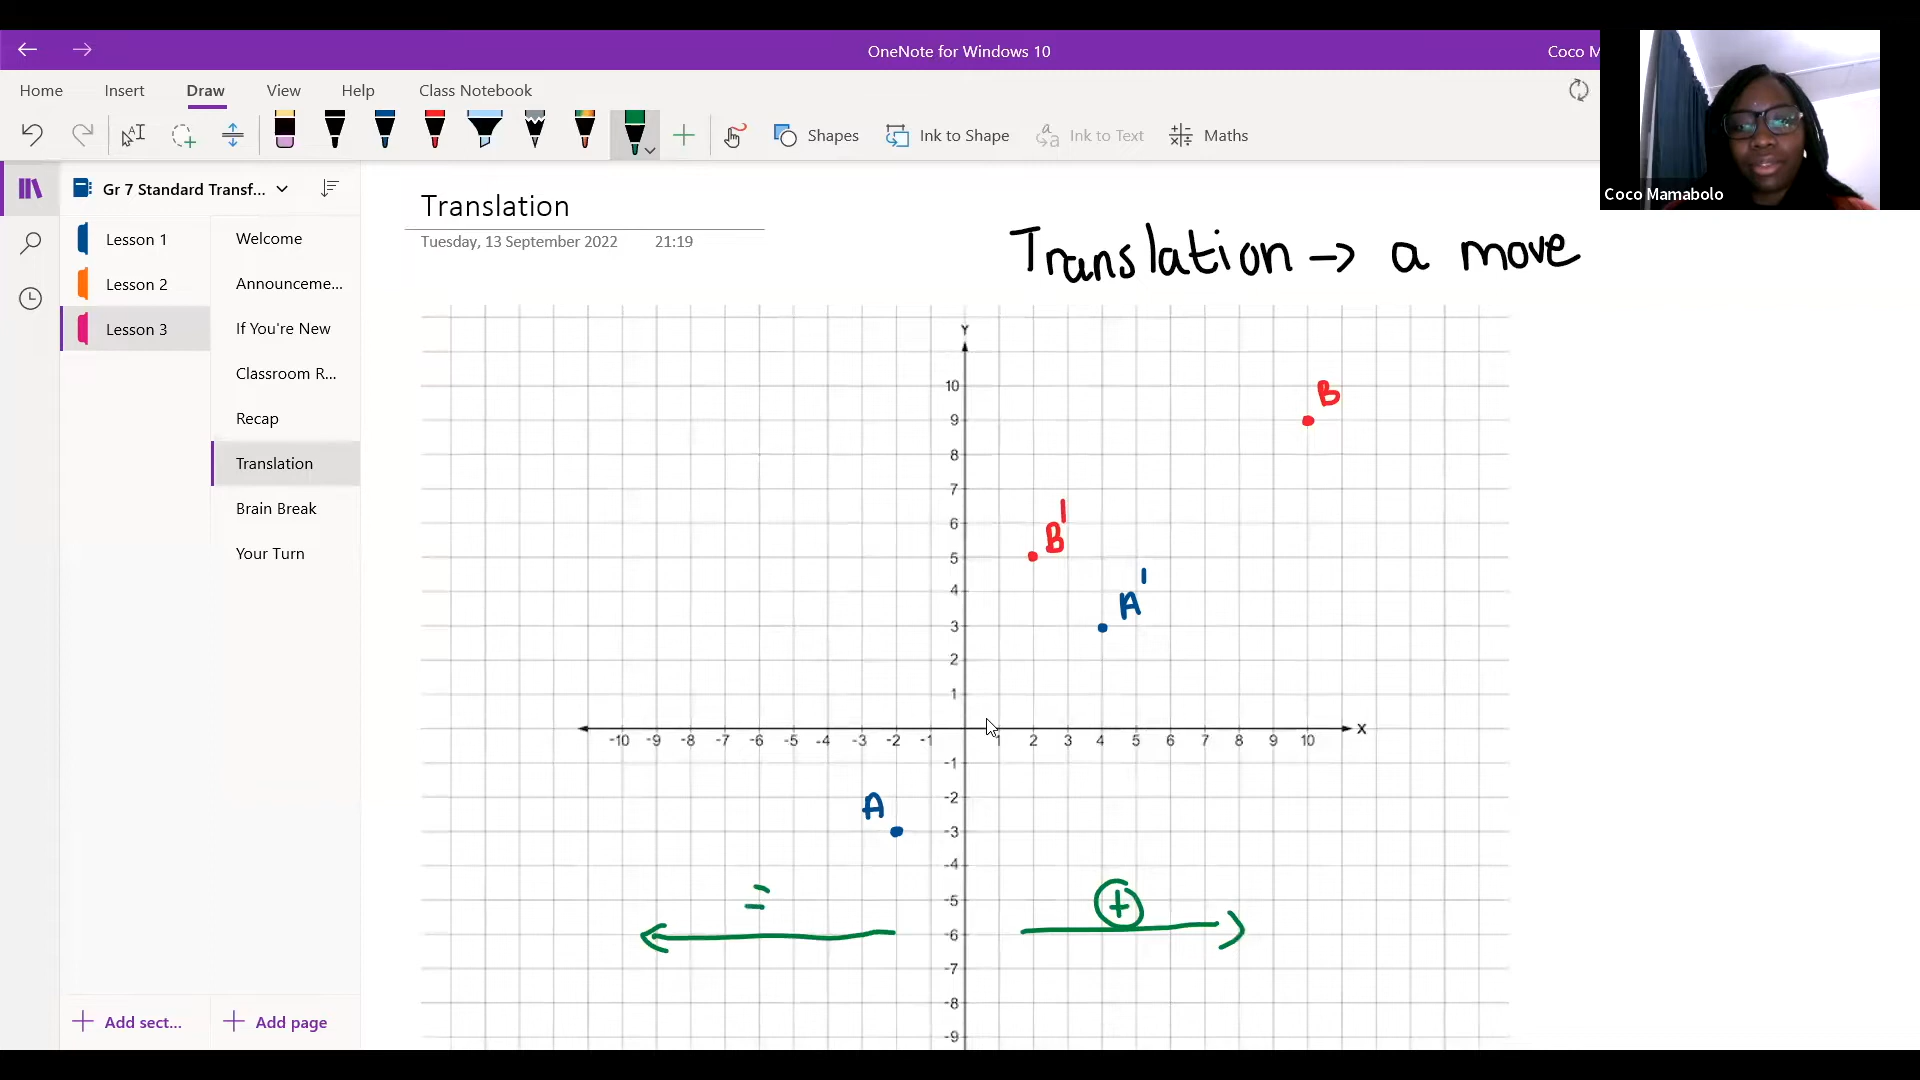 OneNote for Windows 10
Coco M
Home Insert Draw View Help Class Notebook
Shapes Ink to Shape Ink to Text Maths
Coco Mamabolo
Gr 7 Standard Transf...
Lesson 1
Lesson 2
Lesson 3
Welcome
Announceme...
If You're New
Classroom R...
Recap
Translation
Brain Break
Your Turn
Add sect...
Add page
Translation
Tuesday, 13 September 2022 21:19
Translation → a move
Y
10
9
8
7
6
5
4
3
2
1
-10 -9 -8 -7 -6 -5 -4 -3 -2 -1 1 2 3 4 5 6 7 8 9 10 X
-1
-2
-3
-4
-5
-6
-7
-8
-9
B
B'
A'
A
+